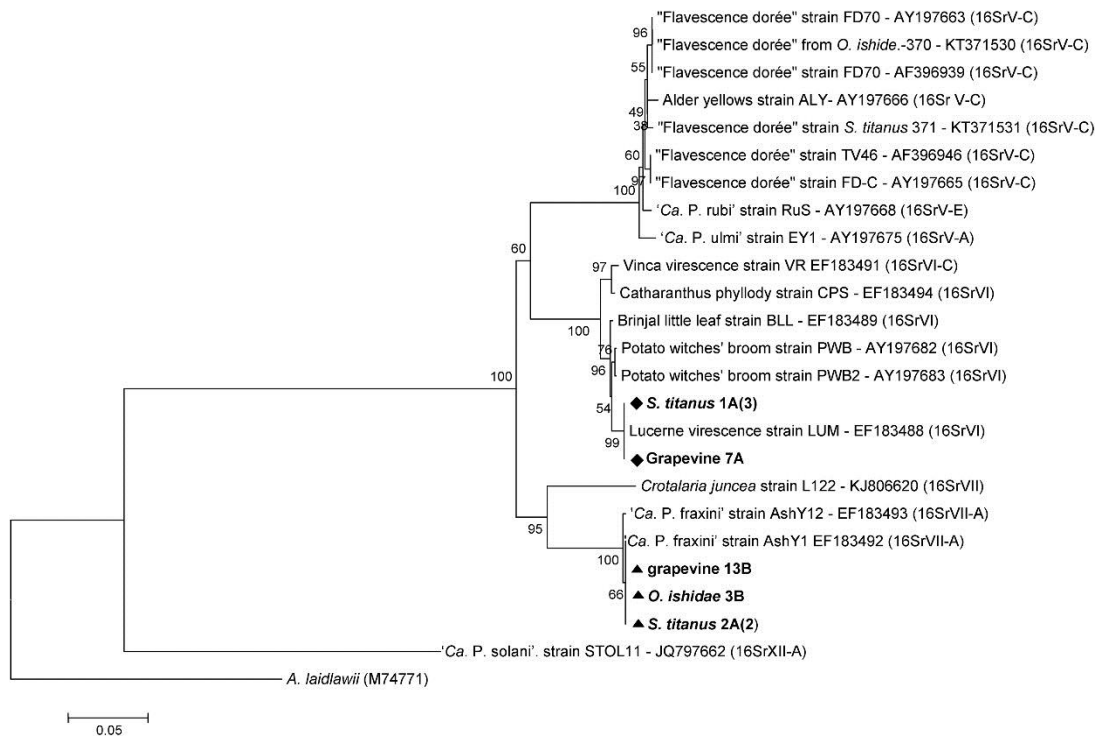 "Flavescence dorée" strain FD70 - AY197663 (16SrV-C)
96
"Flavescence dorée" from O. ishide.-370 - KT371530 (16SrV-C)
55
"Flavescence dorée" strain FD70 - AF396939 (16SrV-C)
Alder yellows strain ALY- AY197666 (16Sr V-C)
49
38
"Flavescence dorée" strain S. titanus 371 - KT371531 (16SrV-C)
60
"Flavescence dorée" strain TV46 - AF396946 (16SrV-C)
97
"Flavescence dorée" strain FD-C - AY197665 (16SrV-C)
100
'Ca. P. rubi' strain RuS - AY197668 (16SrV-E)
'Ca. P. ulmi' strain EY1 - AY197675 (16SrV-A)
60
97
Vinca virescence strain VR EF183491 (16SrVI-C)
Catharanthus phyllody strain CPS - EF183494 (16SrVI)
100
Brinjal little leaf strain BLL - EF183489 (16SrVI)
76
Potato witches' broom strain PWB - AY197682 (16SrVI)
96
Potato witches' broom strain PWB2 - AY197683 (16SrVI)
100
S. titanus 1A(3)
54
Lucerne virescence strain LUM - EF183488 (16SrVI)
99
Grapevine 7A
Crotalaria juncea strain L122 - KJ806620 (16SrVII)
95
'Ca. P. fraxini' strain AshY12 - EF183493 (16SrVII-A)
'Ca. P. fraxini' strain AshY1 EF183492 (16SrVII-A)
100
grapevine 13B
66
O. ishidae 3B
S. titanus 2A(2)
'Ca. P. solani'. strain STOL11 - JQ797662 (16SrXII-A)
A. laidlawii (M74771)
0.05